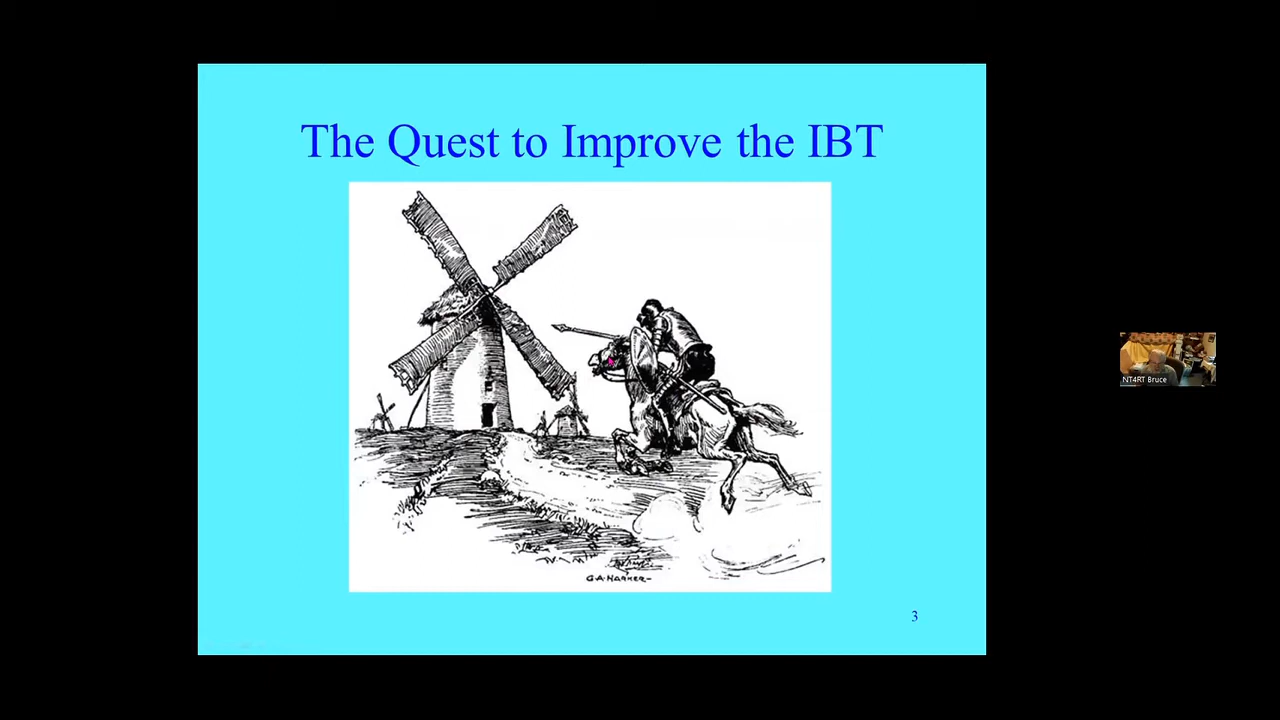 The Quest to Improve the IBT
G.A. HARKER
3
NT4RT Bruce